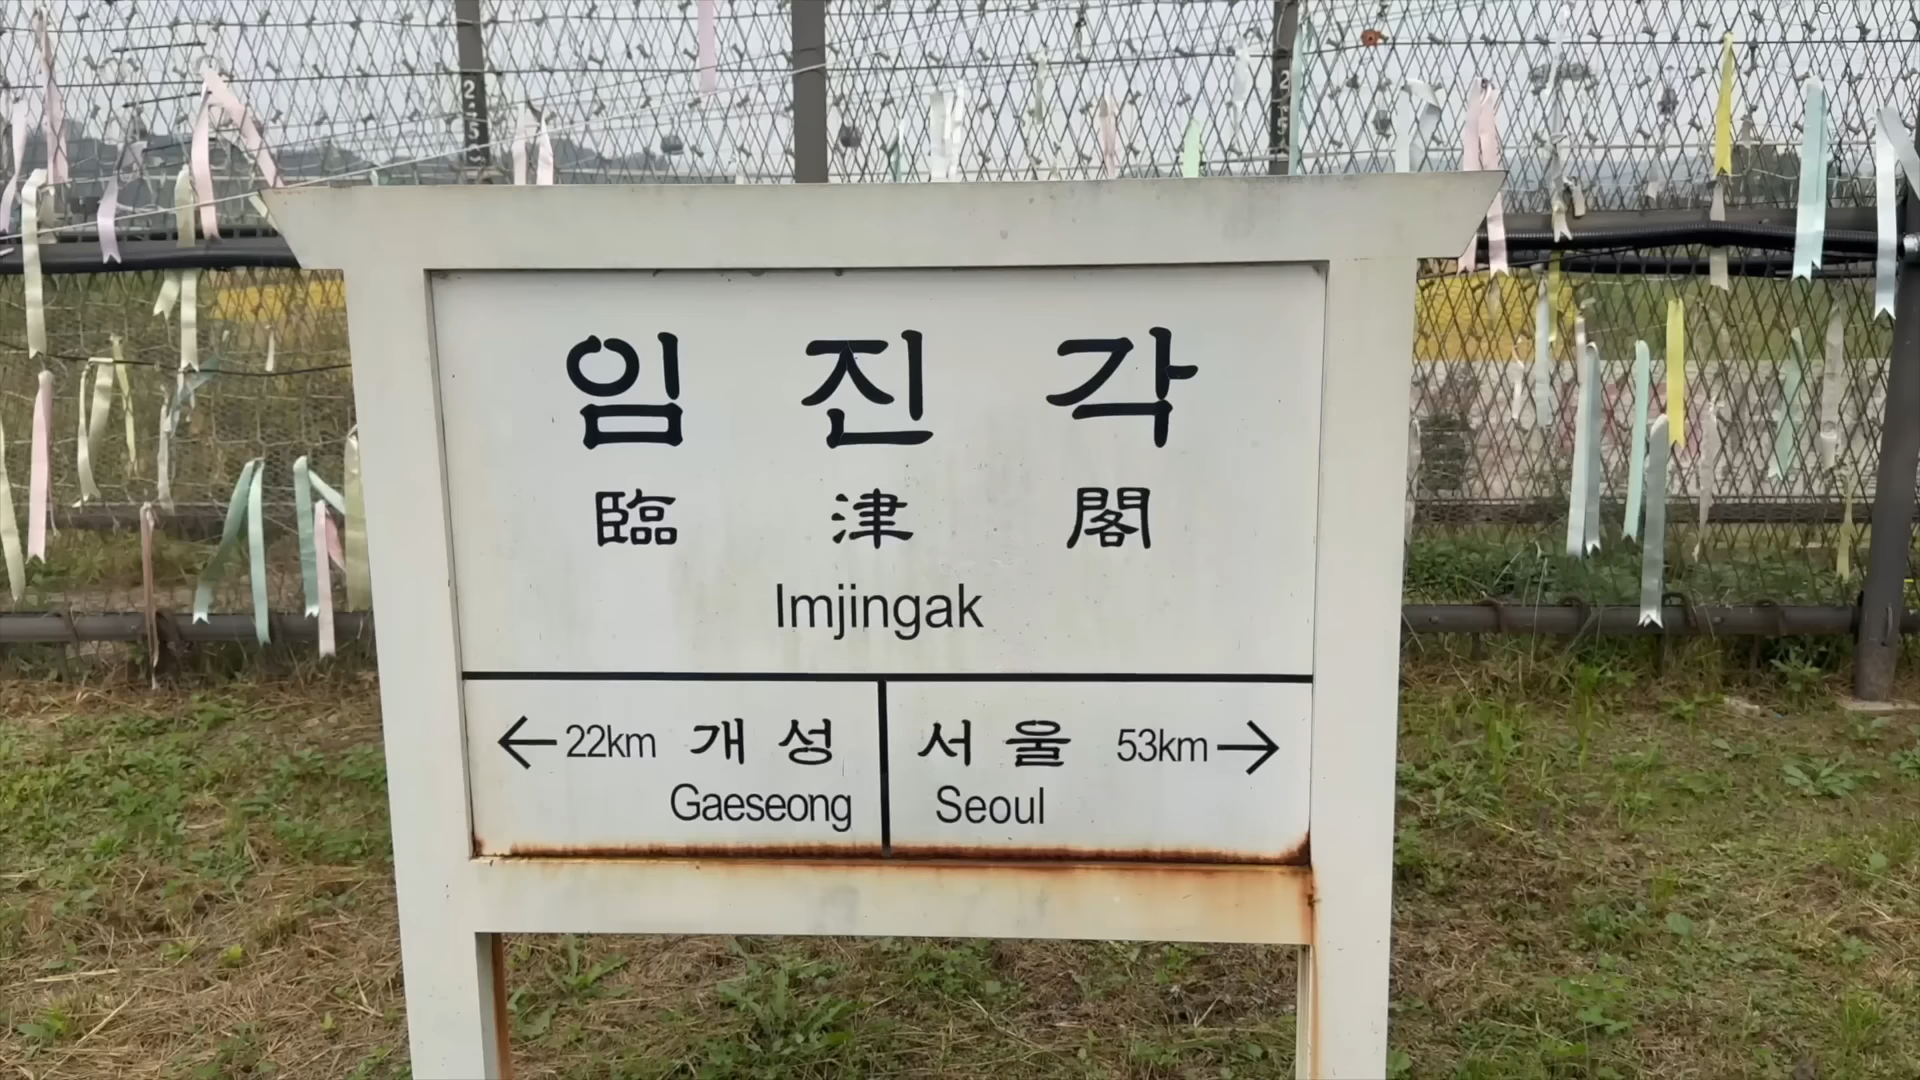 임 진 각
臨 津 閣
Imjingak
← 22km 개 성
Gaeseong
서 울 53km →
Seoul